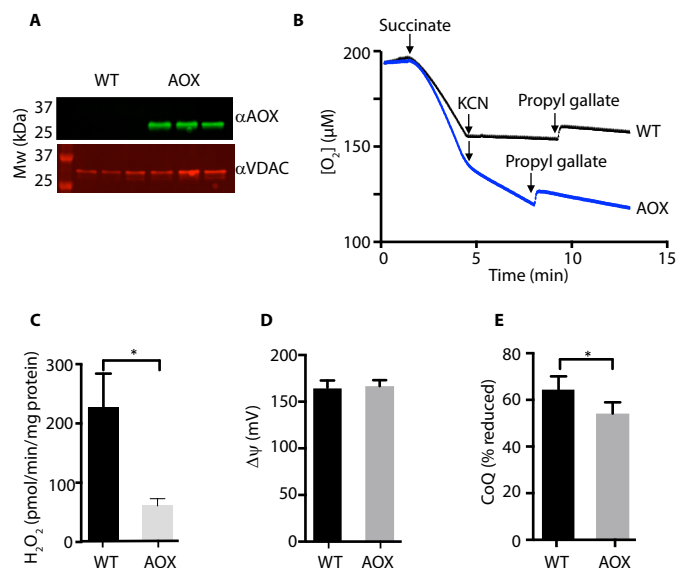 A
WT AOX
37
25
αAOX
37
25
αVDAC
Mw (kDa)
B
Succinate
200
150
100
[O₂] (μM)
KCN
Propyl gallate
WT
Propyl gallate
AOX
0 5 10 15
Time (min)
C
300
200
100
0
H₂O₂ (pmol/min/mg protein)
*
WT AOX
D
200
150
100
50
0
Δψ (mV)
WT AOX
E
80
60
40
20
0
CoQ (% reduced)
*
WT AOX